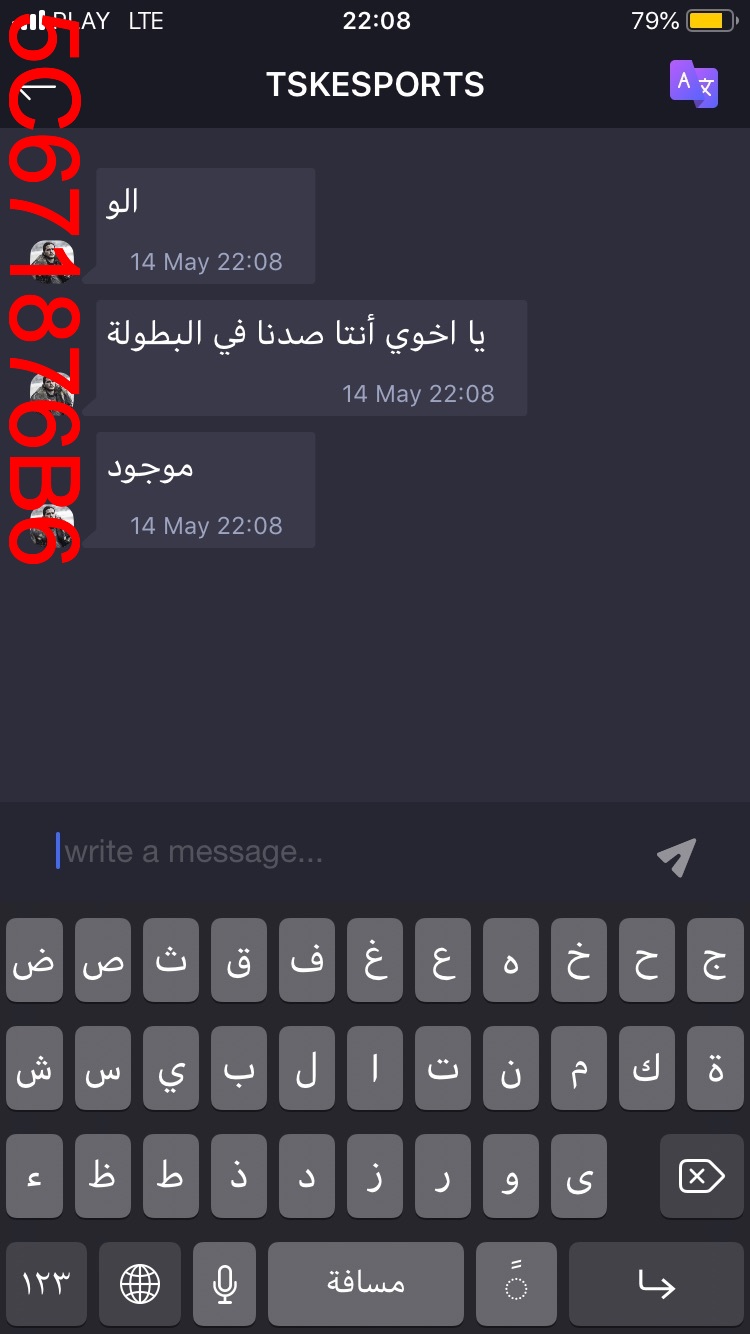 PLAY LTE 22:08 79%
TSKESPORTS
الو
14 May 22:08
يا اخوي أنتا صدنا في البطولة
14 May 22:08
موجود
14 May 22:08
5C671876B6
write a message...
ض ص ث ق ف غ ع ه خ ح ج
ش س ي ب ل ا ت ن م ك ة
ء ظ ط ذ د ز ر و ى
١٢٣ مسافة